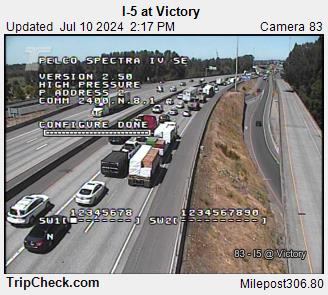 I-5 at Victory
Updated Jul 10 2024 2:17 PM Camera 83
PELCO SPECTRA IV SE
VERSION 2.50
HIGH PRESSURE
P ADDRESS 2
COMM 2400,N,8,1
CONFIGURE DONE
12345678 1234567890
SW1 SW2
N
83 - I5 @ Victory
TripCheck.com Milepost306.80